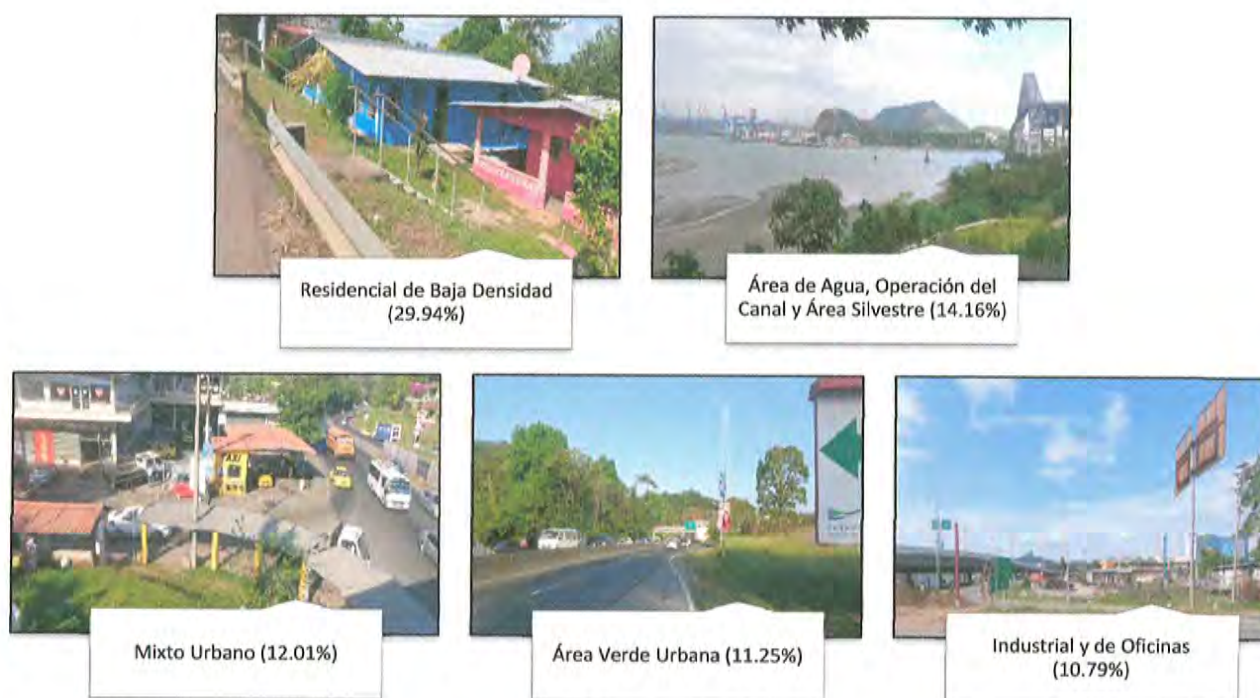 Residencial de Baja Densidad
(29.94%)
Área de Agua, Operación del
Canal y Área Silvestre (14.16%)
AXI
Mixto Urbano (12.01%)
Área Verde Urbana (11.25%)
Industrial y de Oficinas
(10.79%)